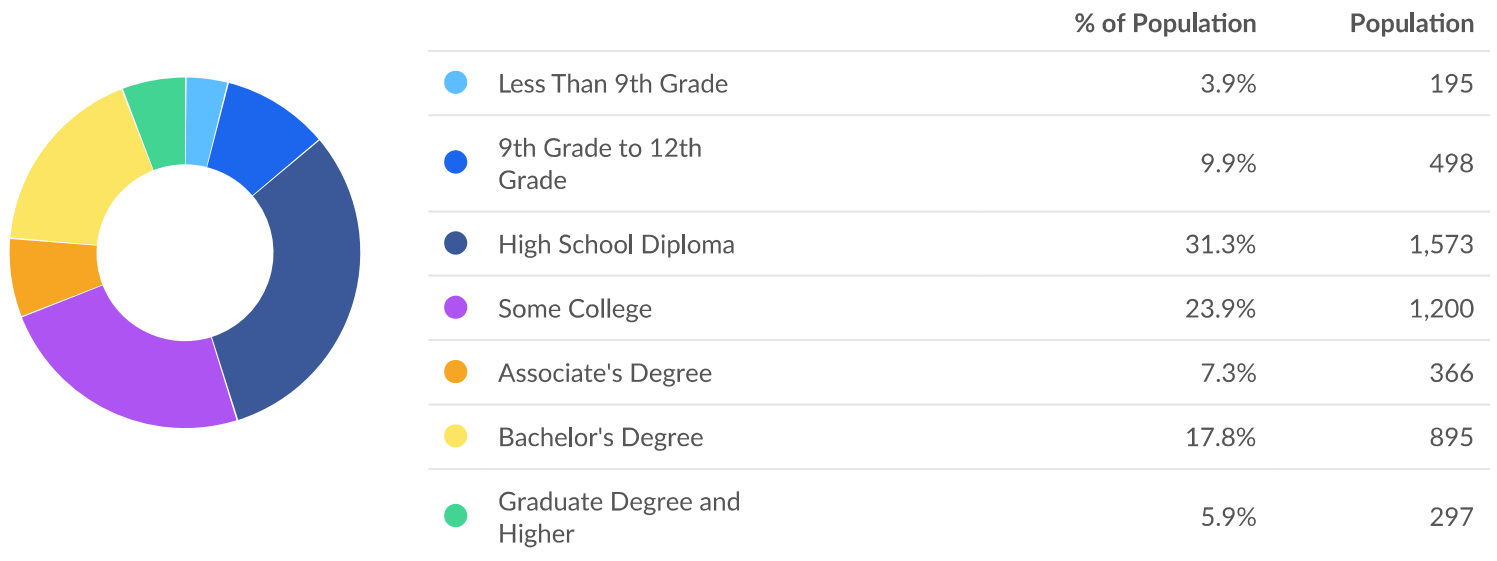 % of Population Population
Less Than 9th Grade 3.9% 195
9th Grade to 12th
Grade 9.9% 498
High School Diploma 31.3% 1,573
Some College 23.9% 1,200
Associate's Degree 7.3% 366
Bachelor's Degree 17.8% 895
Graduate Degree and
Higher 5.9% 297